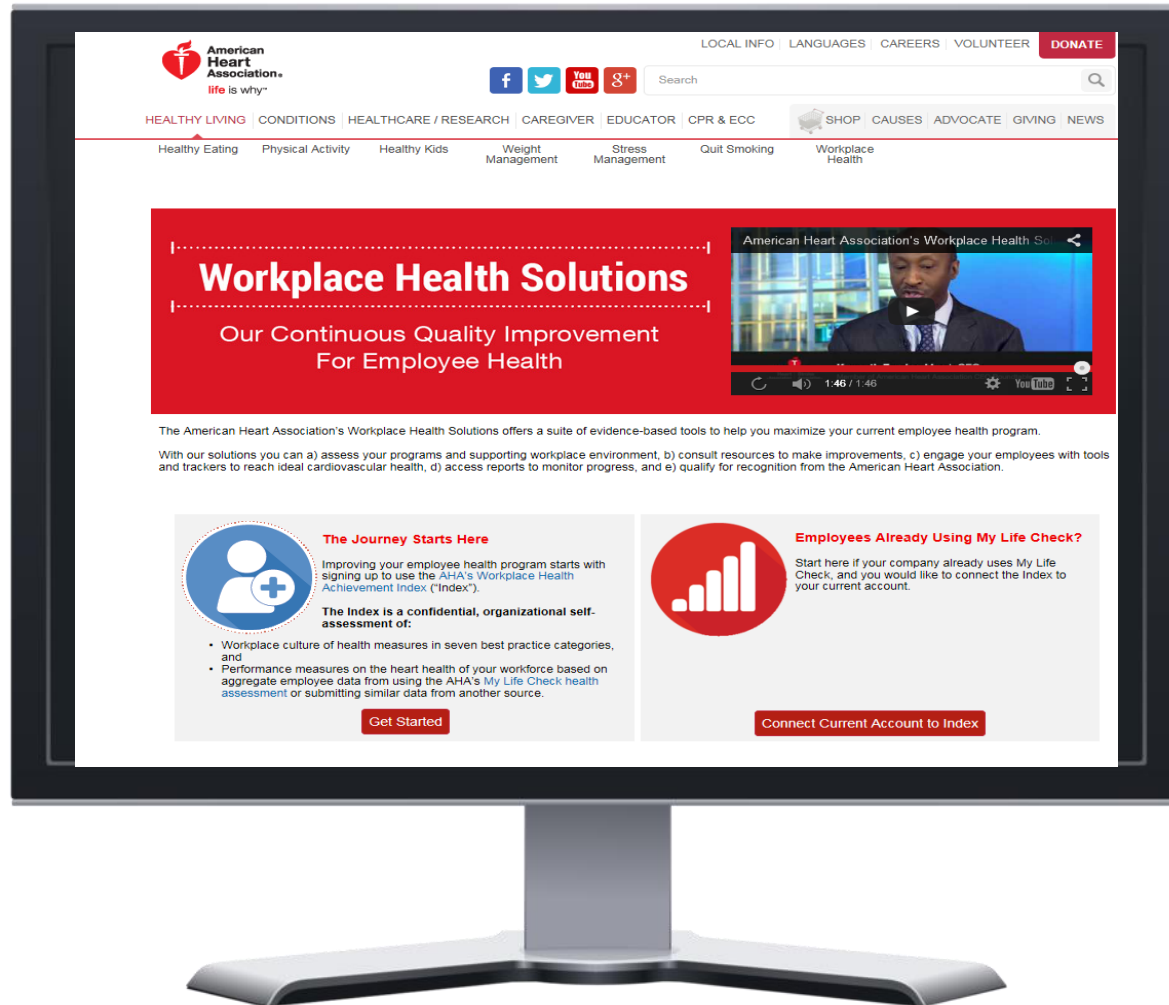 American
Heart
Association®
life is why™
LOCAL INFO LANGUAGES CAREERS VOLUNTEER DONATE
f You Tube g+ Search
HEALTHY LIVING CONDITIONS HEALTHCARE / RESEARCH CAREGIVER EDUCATOR CPR & ECC SHOP CAUSES ADVOCATE GIVING NEWS
Healthy Eating Physical Activity Healthy Kids Weight Management Stress Management Quit Smoking Workplace Health
Workplace Health Solutions
Our Continuous Quality Improvement
For Employee Health
American Heart Association's Workplace Health Sol
1:46 / 1:46 YouTube
The American Heart Association's Workplace Health Solutions offers a suite of evidence-based tools to help you maximize your current employee health program.
With our solutions you can a) assess your programs and supporting workplace environment, b) consult resources to make improvements, c) engage your employees with tools
and trackers to reach ideal cardiovascular health, d) access reports to monitor progress, and e) qualify for recognition from the American Heart Association.
The Journey Starts Here
Improving your employee health program starts with
signing up to use the AHA's Workplace Health
Achievement Index ("Index").
The Index is a confidential, organizational self-
assessment of:
• Workplace culture of health measures in seven best practice categories,
and
• Performance measures on the heart health of your workforce based on
aggregate employee data from using the AHA's My Life Check health
assessment or submitting similar data from another source.
Get Started
Employees Already Using My Life Check?
Start here if your company already uses My Life
Check, and you would like to connect the Index to
your current account.
Connect Current Account to Index